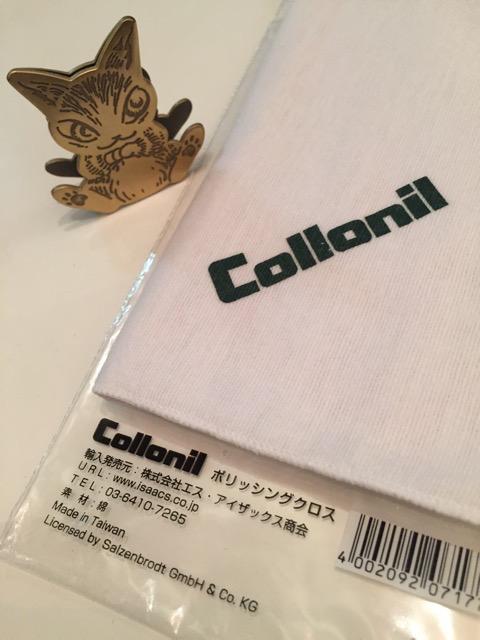 Collonil
Collonil ポリッシングクロス
輸入発売元：株式会社エス・アイザックス商会
URL：www.isaacs.co.jp
TEL：03-6410-7265
素 材：綿
Made in Taiwan
Licensed by Salzenbrodt GmbH & Co. KG
4 002092 0717